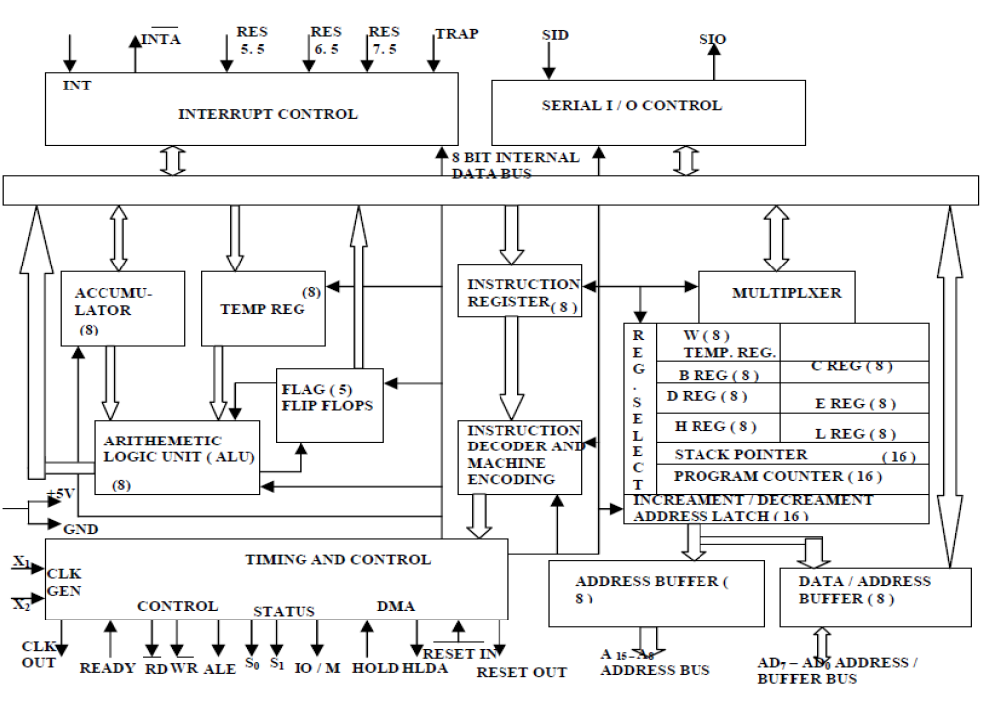 INTA
RES 5. 5
RES 6. 5
RES 7. 5
TRAP
SID
SIO
INT
INTERRUPT CONTROL
SERIAL I / O CONTROL
8 BIT INTERNAL
DATA BUS
ACCUMU-
LATOR
(8)
(8)
TEMP REG
INSTRUCTION
REGISTER ( 8 )
MULTIPLXER
REG. SELECT
W ( 8 )
TEMP. REG.
B REG ( 8 )
C REG ( 8 )
D REG ( 8 )
E REG ( 8 )
H REG ( 8 )
L REG ( 8 )
STACK POINTER ( 16 )
PROGRAM COUNTER ( 16 )
INCREAMENT / DECREAMENT
ADDRESS LATCH ( 16 )
FLAG ( 5 )
FLIP FLOPS
ARITHEMETIC
LOGIC UNIT ( ALU)
(8)
INSTRUCTION
DECODER AND
MACHINE
ENCODING
+5V
GND
X1
X2
CLK
GEN
TIMING AND CONTROL
CONTROL
STATUS
DMA
ADDRESS BUFFER (
8 )
DATA / ADDRESS
BUFFER ( 8 )
CLK
OUT
READY
RD
WR
ALE
S0
S1
IO / M
HOLD
HLDA
RESET IN
RESET OUT
A 15 – A8
ADDRESS BUS
AD7 – AD0 ADDRESS /
BUFFER BUS